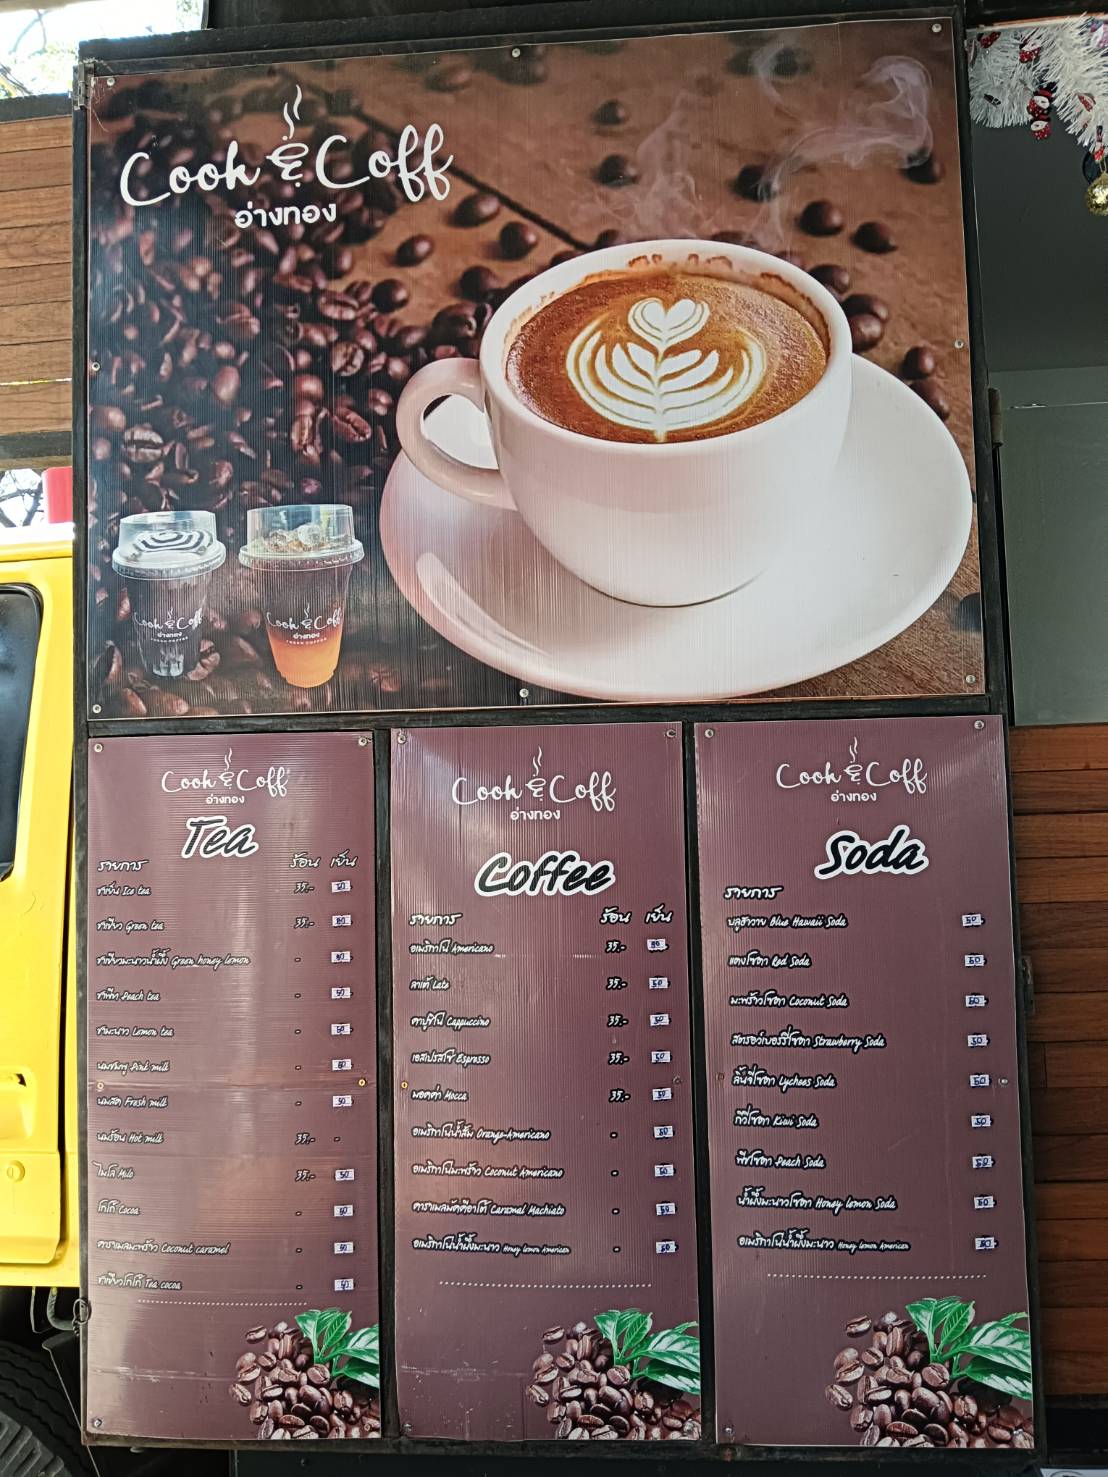 Cook & Coff
อ่างทอง
Cook & Coff
อ่างทอง
Cook & Coff
อ่างทอง
Cook & Coff
อ่างทอง
Tea
รายการ ร้อน เย็น
ชาเย็น Ice tea 35.-
ชาเขียว Green tea 35.-
ชาเขียวมะนาวน้ำผึ้ง Green honey lemon -
ชาพีช Peach tea - 50
ชามะนาว Lemon tea - 50
นมชมพู Pink milk - 50
นมสด Fresh milk - 50
นมร้อน Hot milk 35.- -
ไมโล Milo 35.- 50
โกโก้ Cocoa - 50
คาราเมลมะพร้าว Coconut caramel - 50
ชาเขียวโกโก้ Tea cocoa - 50
Cook & Coff
อ่างทอง
Coffee
รายการ ร้อน เย็น
อเมริกาโน่ Americano 35.- 50
ลาเต้ Late 35.- 50
คาปูชิโน่ Cappuccino 35.- 50
เอสเปรสโซ่ Espresso 35.- 50
มอคค่า Mocca 35.- 50
อเมริกาโน่น้ำส้ม Orange-Americano - 50
อเมริกาโน่มะพร้าว Coconut Americano - 50
คาราเมลมัคคิอาโต้ Caramel Machiato - 50
อเมริกาโน่น้ำผึ้งมะนาว Honey lemon American - 50
Cook & Coff
อ่างทอง
Soda
รายการ
บลูฮาวาย Blue Hawaii Soda 50
แดงโซดา Red Soda 50
มะพร้าวโซดา Coconut Soda 50
สตรอว์เบอร์รี่โซดา Strawberry Soda 50
ลิ้นจี่โซดา Lychees Soda 50
กีวี่โซดา Kiwi Soda 50
พีชโซดา Peach Soda 50
น้ำผึ้งมะนาวโซดา Honey lemon Soda 50
อเมริกาโน่น้ำผึ้งมะนาว Honey lemon American 50